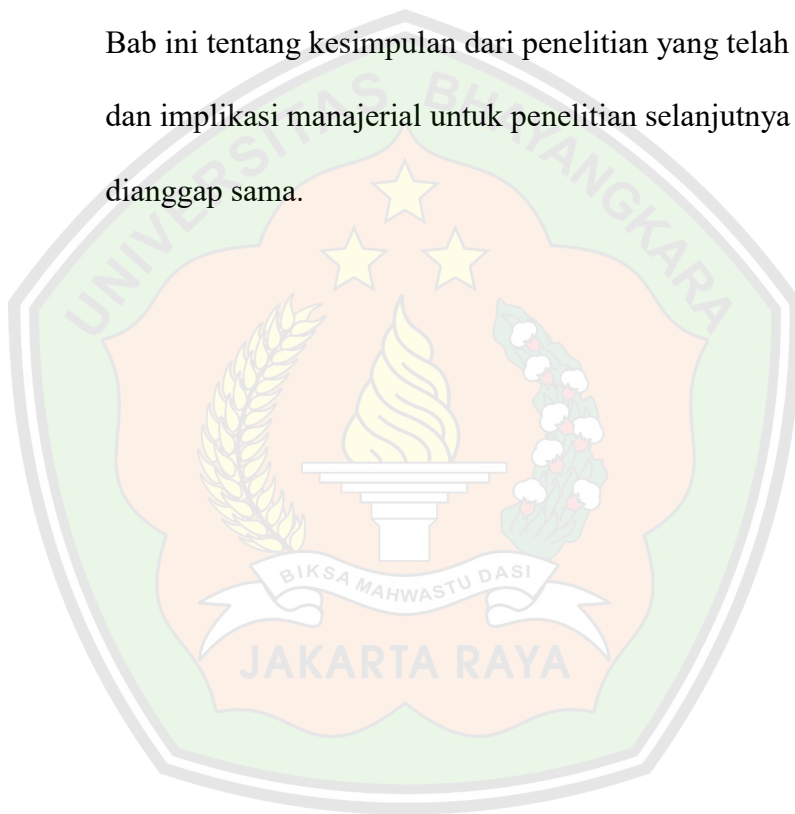 Bab ini tentang kesimpulan dari penelitian yang telah
dan implikasi manajerial untuk penelitian selanjutnya
dianggap sama.
UNIVERSITAS BHAYANGKARA
BIKSA MAHWASTU DASI
JAKARTA RAYA